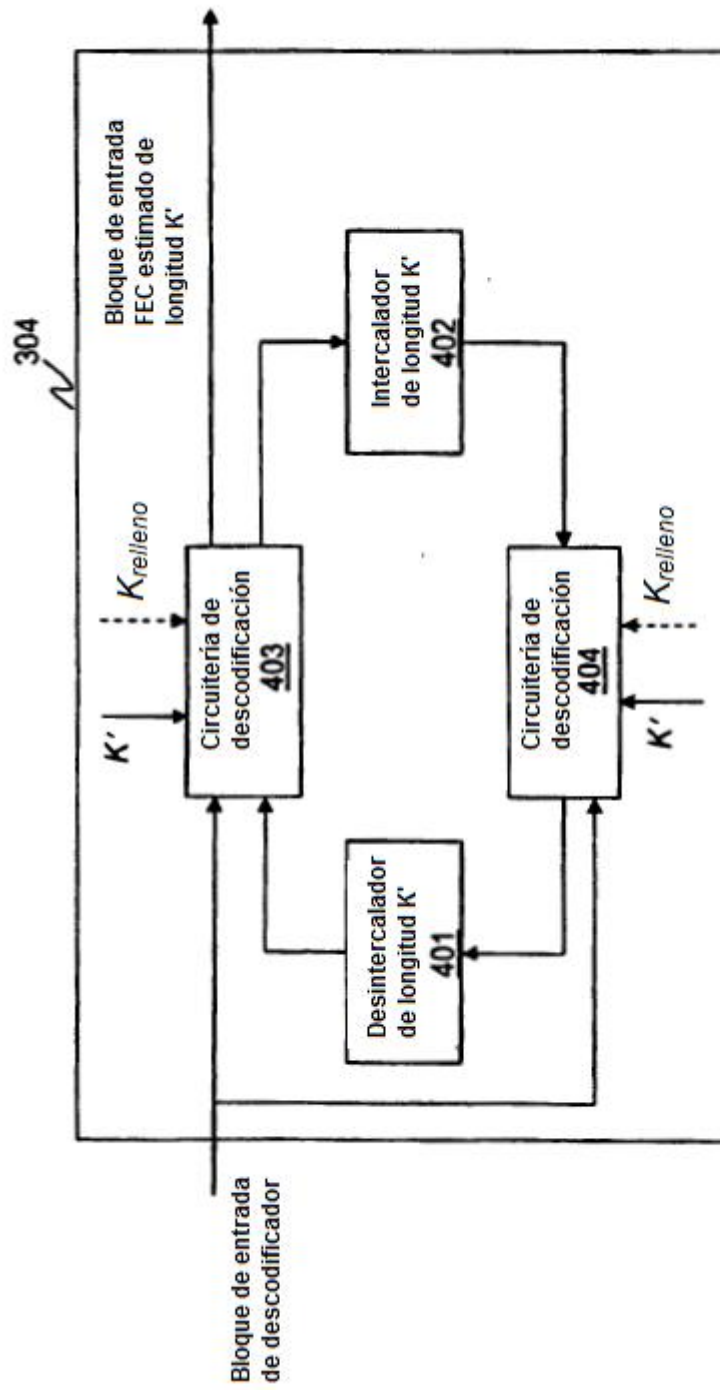 304
Bloque de entrada
FEC estimado de
longitud K'
K'
Krelleno
Circuitería de
descodificación
403
Bloque de entrada
de descodificador
Desintercalador
de longitud K'
401
Intercalador
de longitud K'
402
Circuitería de
descodificación
404
K'
Krelleno